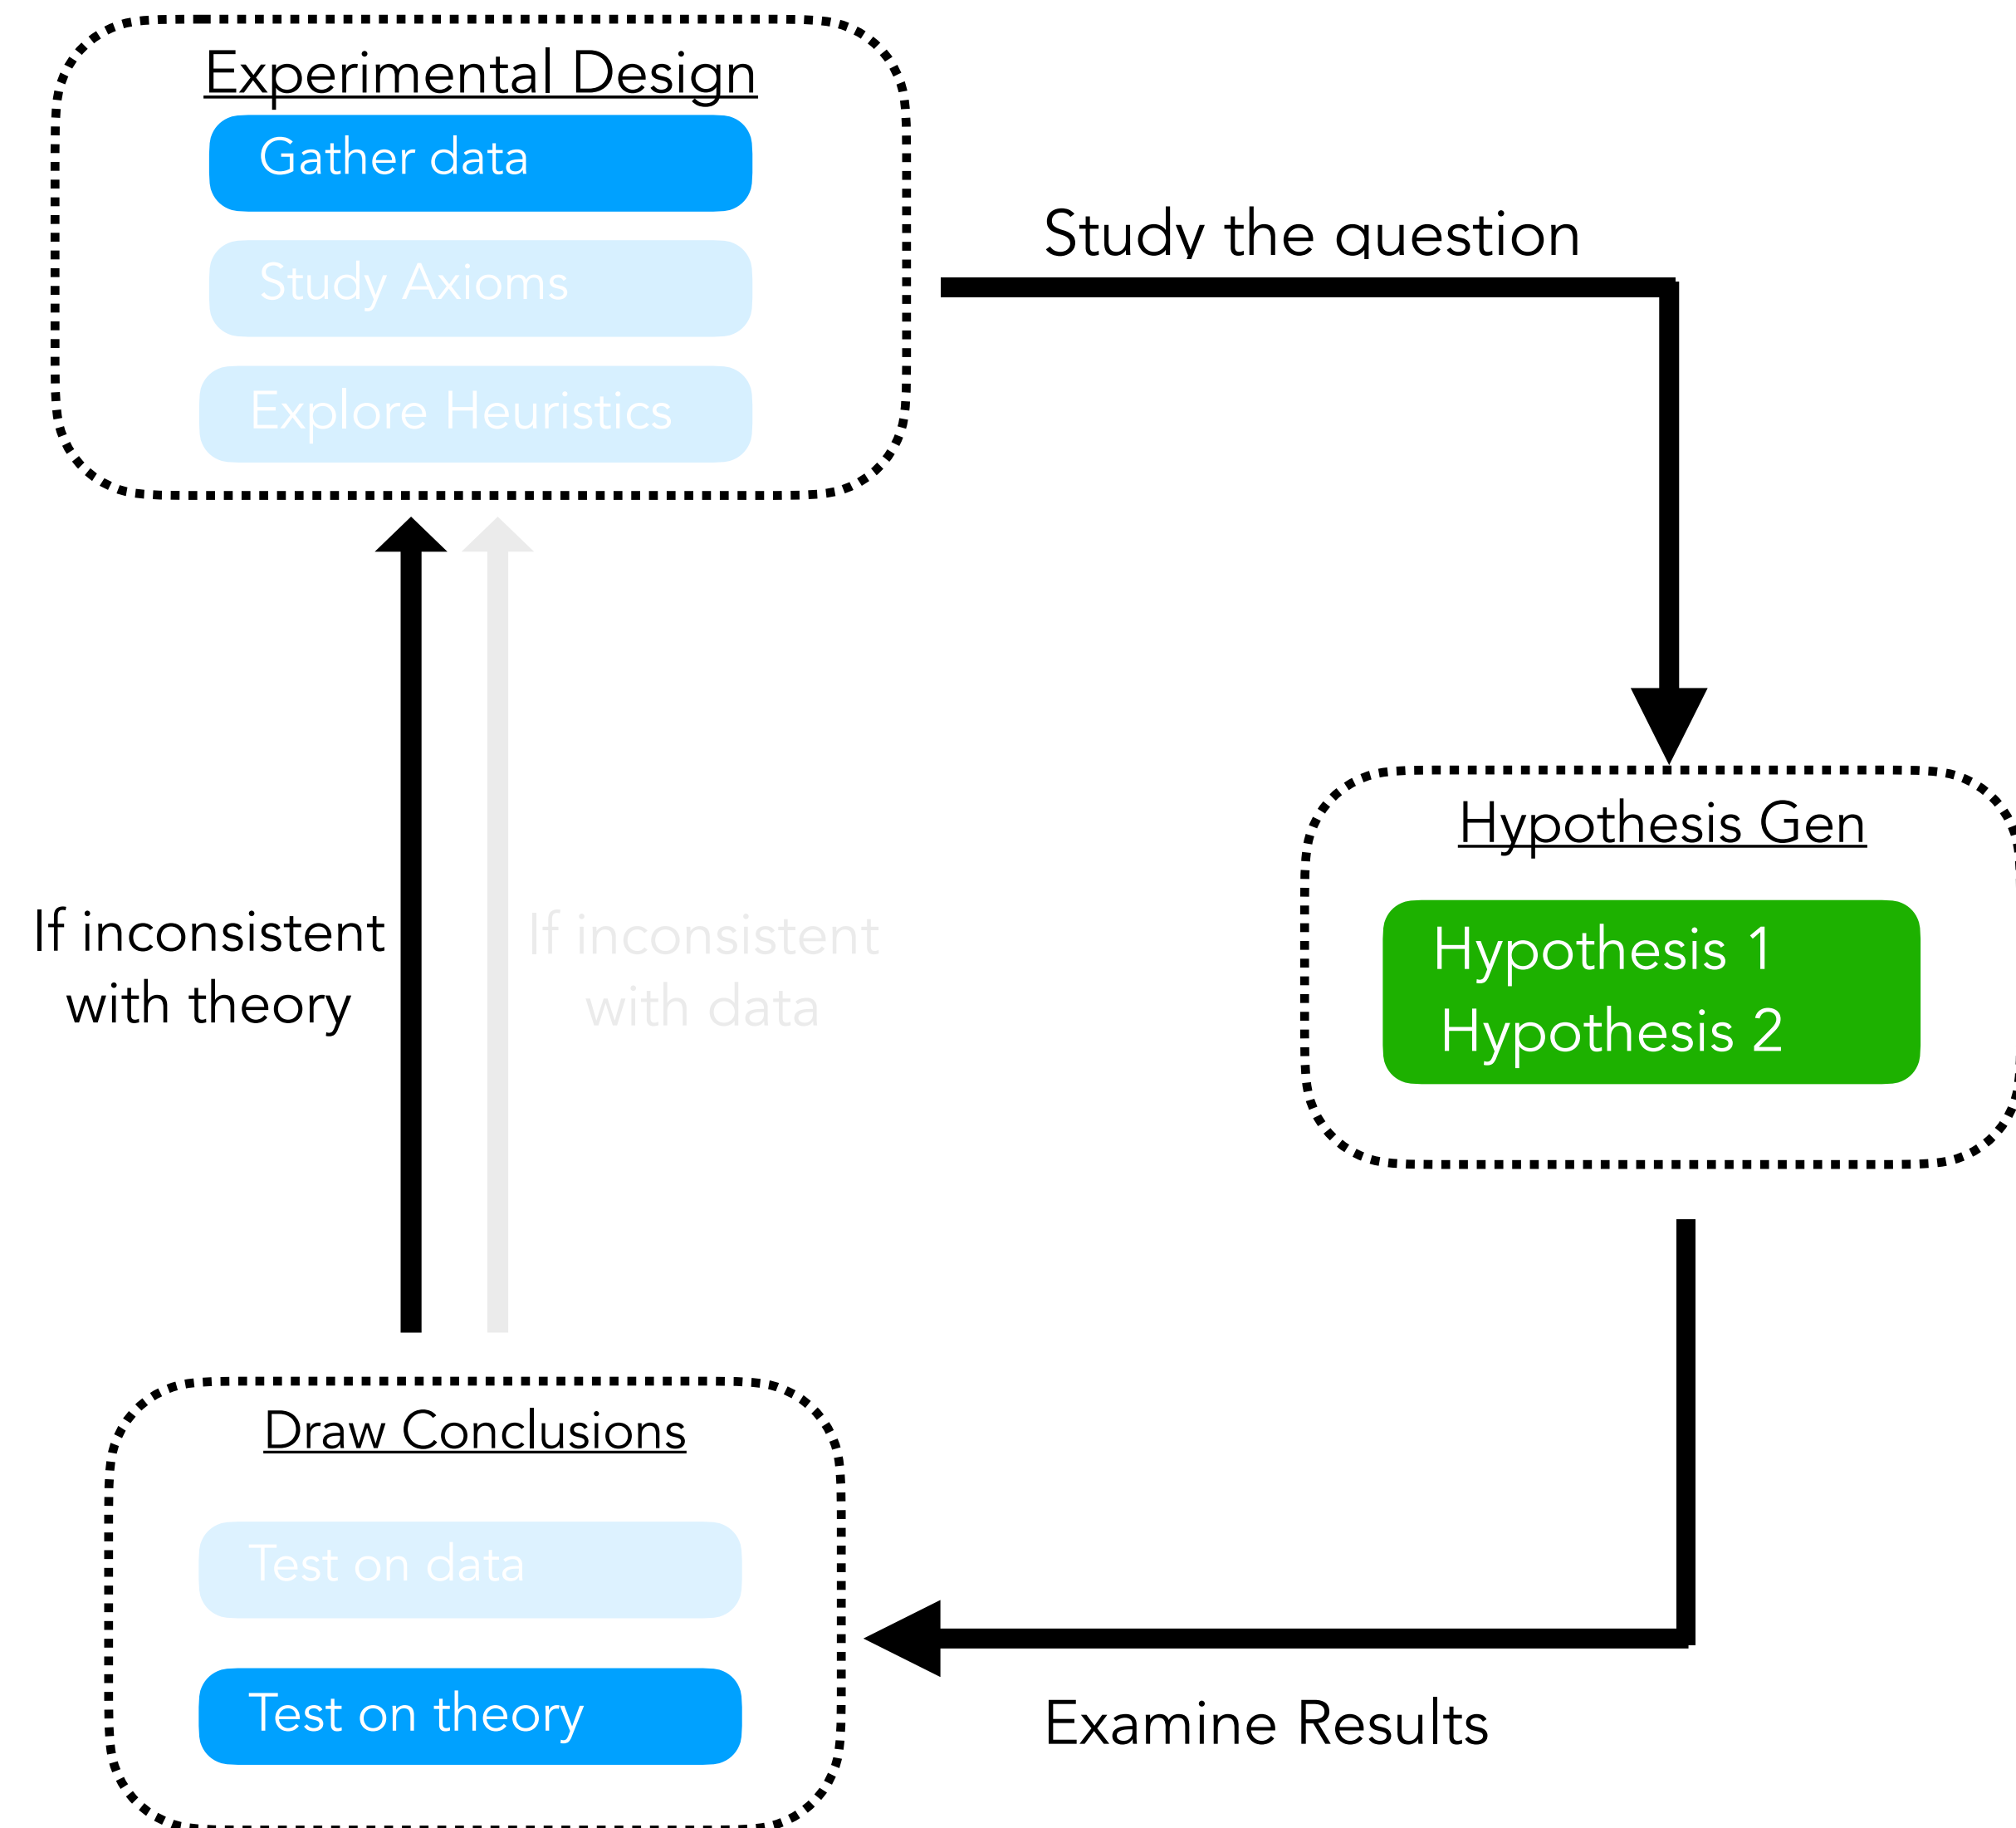 Experimental Design
Gather data
Study Axioms
Explore Heuristics
Study the question
Hypothesis Gen
Hypothesis 1
Hypothesis 2
If inconsistent
with theory
If inconsistent
with data
Draw Conclusions
Test on data
Test on theory
Examine Results